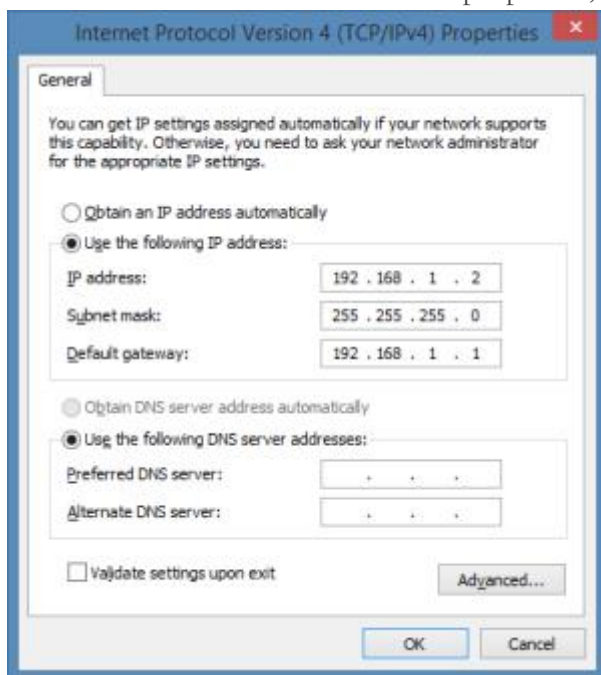 Internet Protocol Version 4 (TCP/IPv4) Properties
General
You can get IP settings assigned automatically if your network supports
this capability. Otherwise, you need to ask your network administrator
for the appropriate IP settings.
Obtain an IP address automatically
Use the following IP address:
IP address: 192 . 168 . 1 . 2
Subnet mask: 255 . 255 . 255 . 0
Default gateway: 192 . 168 . 1 . 1
Obtain DNS server address automatically
Use the following DNS server addresses:
Preferred DNS server: . . .
Alternate DNS server: . . .
Validate settings upon exit
Advanced...
OK Cancel